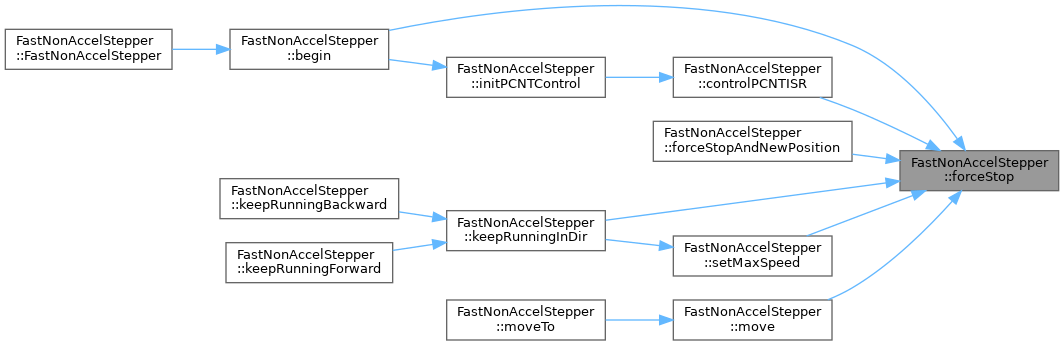 FastNonAccelStepper
::FastNonAccelStepper
FastNonAccelStepper
::begin
FastNonAccelStepper
::initPCNTControl
FastNonAccelStepper
::controlPCNTISR
FastNonAccelStepper
::forceStopAndNewPosition
FastNonAccelStepper
::forceStop
FastNonAccelStepper
::keepRunningBackward
FastNonAccelStepper
::keepRunningInDir
FastNonAccelStepper
::keepRunningForward
FastNonAccelStepper
::setMaxSpeed
FastNonAccelStepper
::moveTo
FastNonAccelStepper
::move